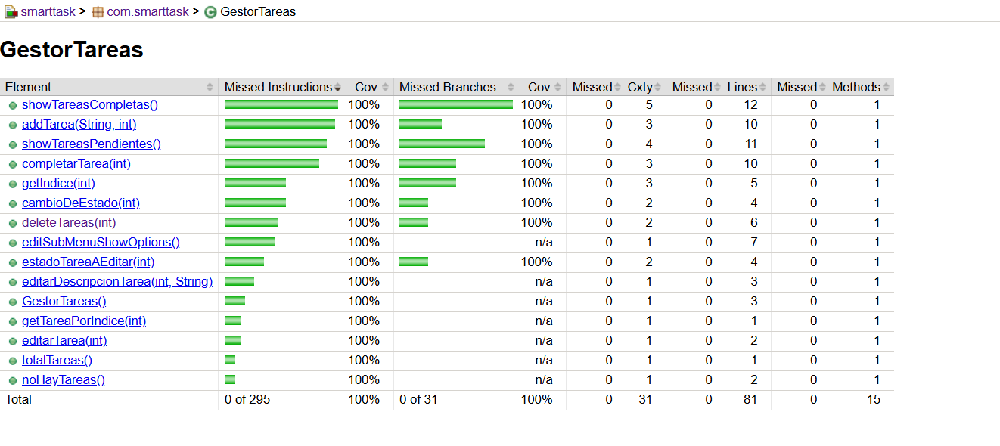 smarttask > com.smarttask > GestorTareas
GestorTareas
Element Missed Instructions Cov. Missed Branches Cov. Missed Cxty Missed Lines Missed Methods
showTareasCompletas() 100% 100% 0 5 0 12 0 1
addTarea(String, int) 100% 100% 0 3 0 10 0 1
showTareasPendientes() 100% 100% 0 4 0 11 0 1
completarTarea(int) 100% 100% 0 3 0 10 0 1
getIndice(int) 100% 100% 0 3 0 5 0 1
cambioDeEstado(int) 100% 100% 0 2 0 4 0 1
deleteTareas(int) 100% 100% 0 2 0 6 0 1
editSubMenuShowOptions() 100% n/a 0 1 0 7 0 1
estadoTareaAEditar(int) 100% 100% 0 2 0 4 0 1
editarDescripcionTarea(int, String) 100% n/a 0 1 0 3 0 1
GestorTareas() 100% n/a 0 1 0 3 0 1
getTareaPorIndice(int) 100% n/a 0 1 0 1 0 1
editarTarea(int) 100% n/a 0 1 0 2 0 1
totalTareas() 100% n/a 0 1 0 1 0 1
noHayTareas() 100% n/a 0 1 0 2 0 1
Total 0 of 295 100% 0 of 31 100% 0 31 0 81 0 15